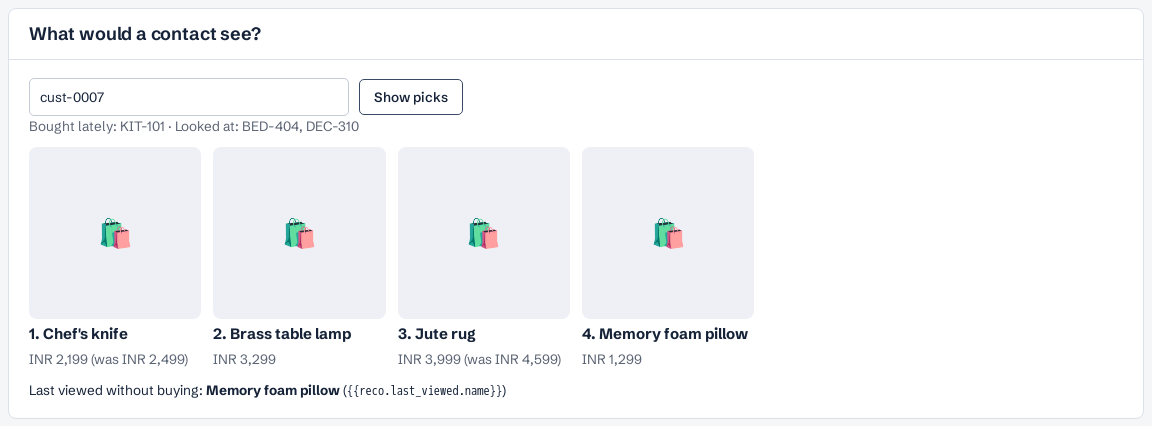 What would a contact see?
cust-0007
Show picks
Bought lately: KIT-101 · Looked at: BED-404, DEC-310
1. Chef's knife
INR 2,199 (was INR 2,499)
2. Brass table lamp
INR 3,299
3. Jute rug
INR 3,999 (was INR 4,599)
4. Memory foam pillow
INR 1,299
Last viewed without buying: Memory foam pillow ({{reco.last_viewed.name}})